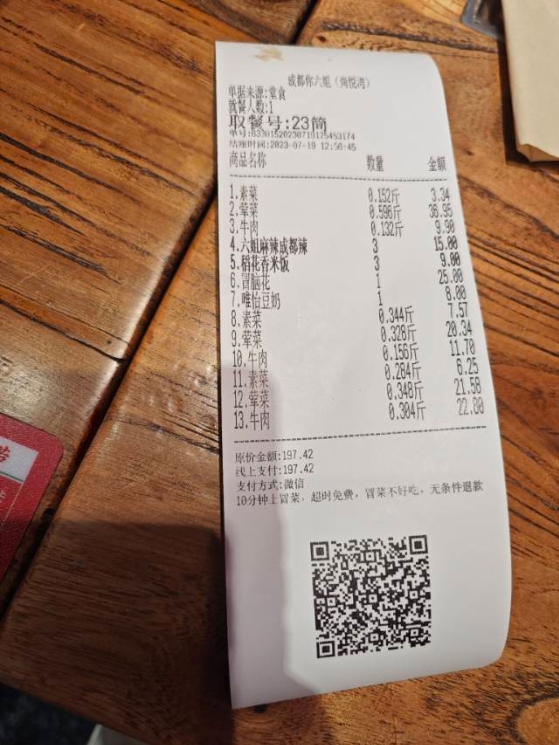 成都你六姐（尚悦湾）
单据来源:堂食
就餐人数:1
取餐号:23筒
单号:
结账时间:2023-07-19 12:56:45
商品名称 数量 金额
1.素菜 0.152斤 3.34
2.荤菜 0.596斤 36.95
3.牛肉 0.132斤 9.90
4.六姐麻辣成都辣 3 15.00
5.稻花香米饭 3 9.00
6.冒脑花 1 25.00
7.唯怡豆奶 1 8.00
8.素菜 0.344斤 7.57
9.荤菜 0.328斤 20.34
10.牛肉 0.156斤 11.70
11.素菜 0.284斤 6.25
12.荤菜 0.348斤 21.58
13.牛肉 0.304斤 22.80
原价金额:197.42
线上支付:197.42
支付方式:微信
10分钟上冒菜，超时免费，冒菜不好吃，无条件退款